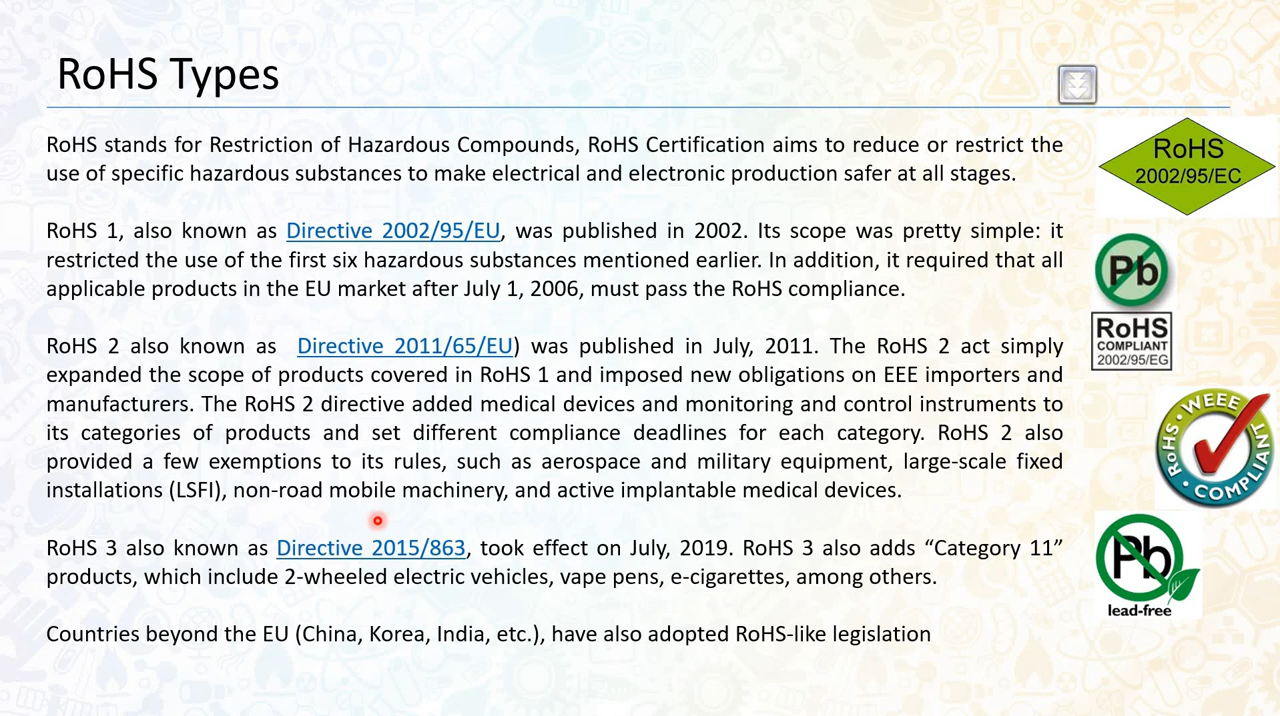 RoHS Types
RoHS stands for Restriction of Hazardous Compounds, RoHS Certification aims to reduce or restrict the
use of specific hazardous substances to make electrical and electronic production safer at all stages.
RoHS 1, also known as Directive 2002/95/EU, was published in 2002. Its scope was pretty simple: it
restricted the use of the first six hazardous substances mentioned earlier. In addition, it required that all
applicable products in the EU market after July 1, 2006, must pass the RoHS compliance.
RoHS 2 also known as  Directive 2011/65/EU) was published in July, 2011. The RoHS 2 act simply
expanded the scope of products covered in RoHS 1 and imposed new obligations on EEE importers and
manufacturers. The RoHS 2 directive added medical devices and monitoring and control instruments to
its categories of products and set different compliance deadlines for each category. RoHS 2 also
provided a few exemptions to its rules, such as aerospace and military equipment, large-scale fixed
installations (LSFI), non-road mobile machinery, and active implantable medical devices.
RoHS 3 also known as Directive 2015/863, took effect on July, 2019. RoHS 3 also adds “Category 11”
products, which include 2-wheeled electric vehicles, vape pens, e-cigarettes, among others.
Countries beyond the EU (China, Korea, India, etc.), have also adopted RoHS-like legislation
RoHS
2002/95/EC
Pb
RoHS
COMPLIANT
2002/95/EG
RoHS • WEEE
• COMPLIANT
Pb
lead-free